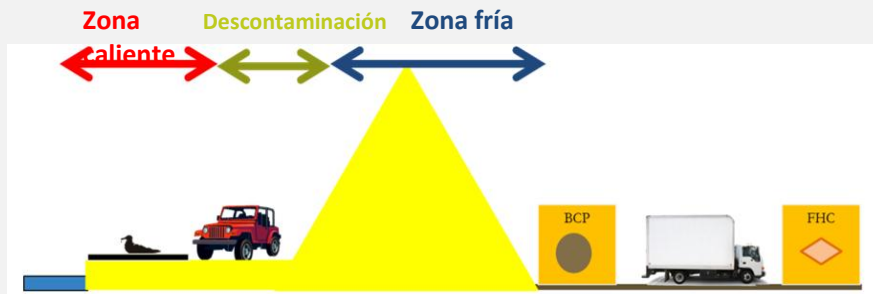 Zona
caliente
Descontaminación
Zona fría
BCP
FHC